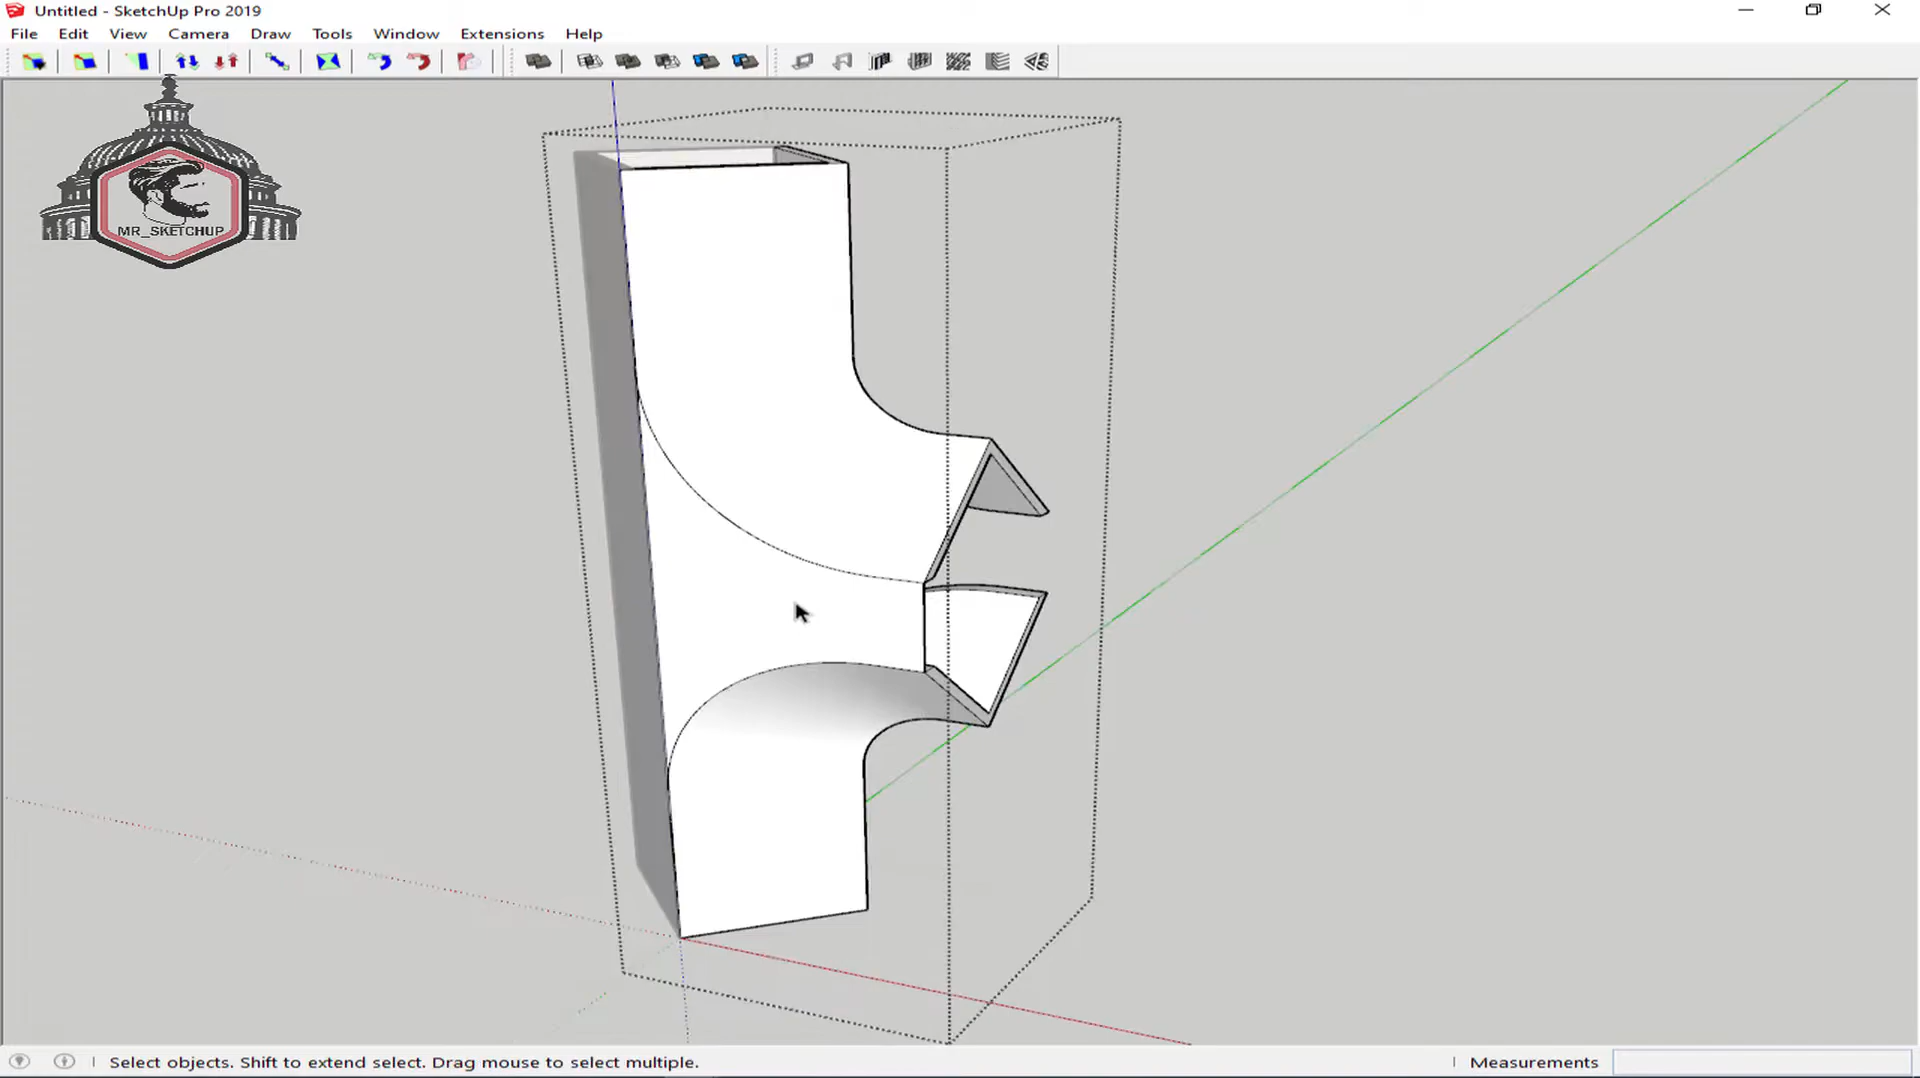 Untitled - SketchUp Pro 2019
File Edit View Camera Draw Tools Window Extensions Help
MR_SKETCHUP
Select objects. Shift to extend select. Drag mouse to select multiple.
Measurements